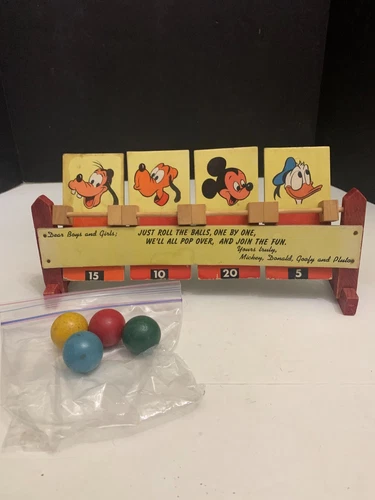 Dear Boys and Girls;
JUST ROLL THE BALLS, ONE BY ONE,
WE'LL ALL POP OVER, AND JOIN THE FUN.
Yours truly,
Mickey, Donald, Goofy and Pluto
15 10 20 5